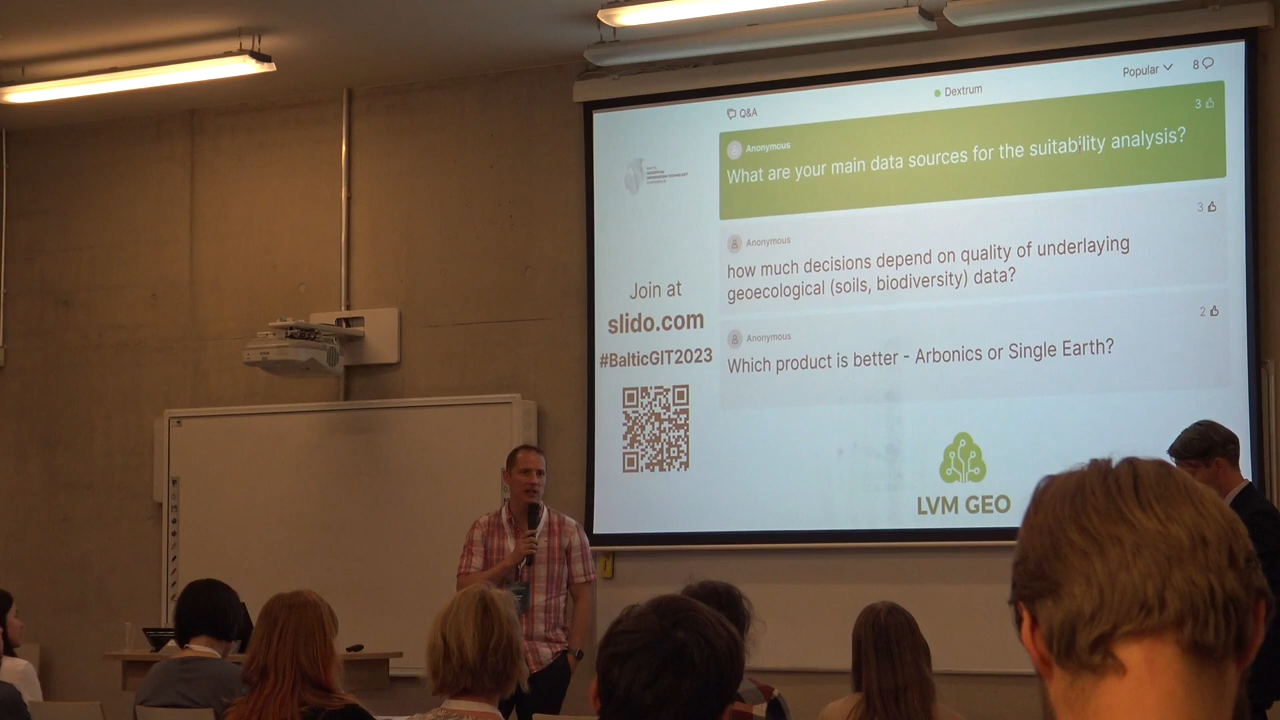 Q&A
Dextrum
Popular
8
Anonymous
3
What are your main data sources for the suitability analysis?
Anonymous
3
how much decisions depend on quality of underlaying
geoecological (soils, biodiversity) data?
Anonymous
2
Which product is better - Arbonics or Single Earth?
Join at
slido.com
#BalticGIT2023
LVM GEO